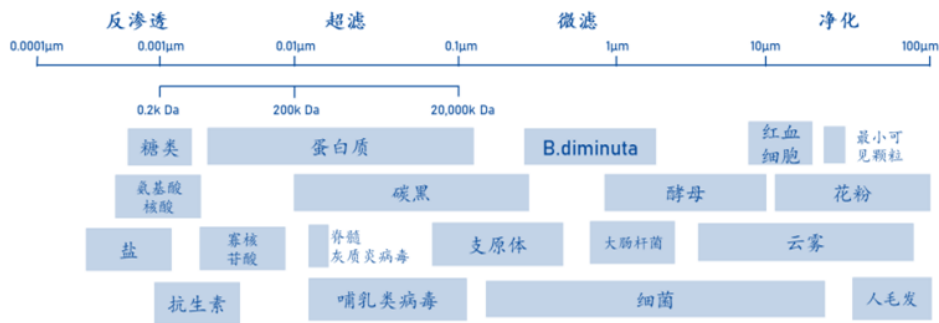 反渗透 超滤 微滤 净化
0.0001μm 0.001μm 0.01μm 0.1μm 1μm 10μm 100μm
0.2k Da 200k Da 20,000k Da
糖类 蛋白质 B.diminuta 红血
细胞 最小可
见颗粒
氨基酸
核酸 碳黑 酵母 花粉
盐 寡核
苷酸 脊髓
灰质炎病毒 支原体 大肠杆菌 云雾
抗生素 哺乳类病毒 细菌 人毛发